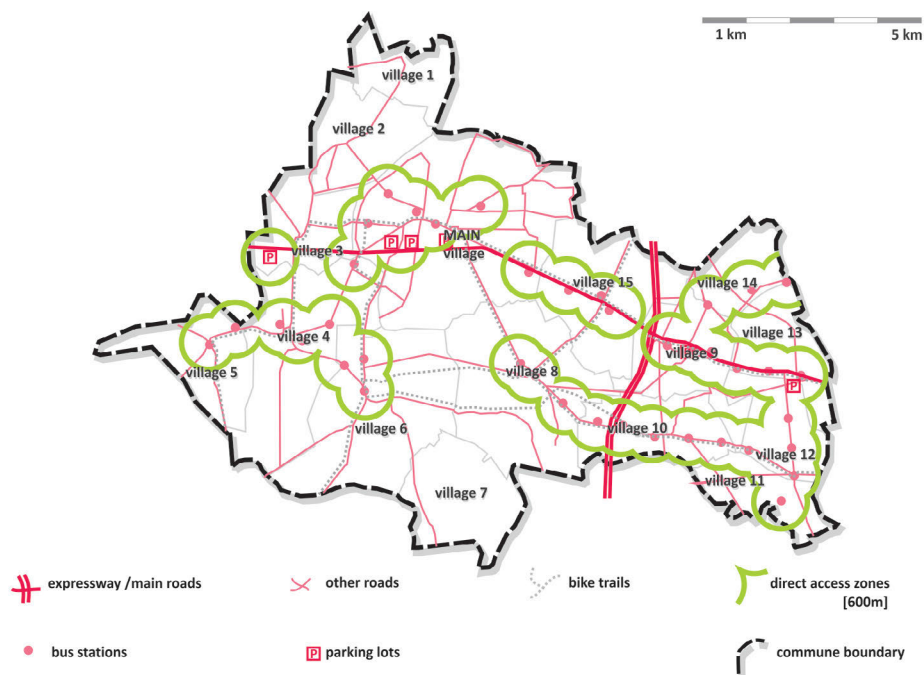 1 km 5 km
village 1
village 2
MAIN
village
village 3
village 15
village 14
village 13
village 4
village 9
village 5
village 8
village 6
village 10
village 12
village 11
village 7
P
P
P
P
expressway /main roads
other roads
bike trails
direct access zones
[600m]
bus stations
P parking lots
commune boundary